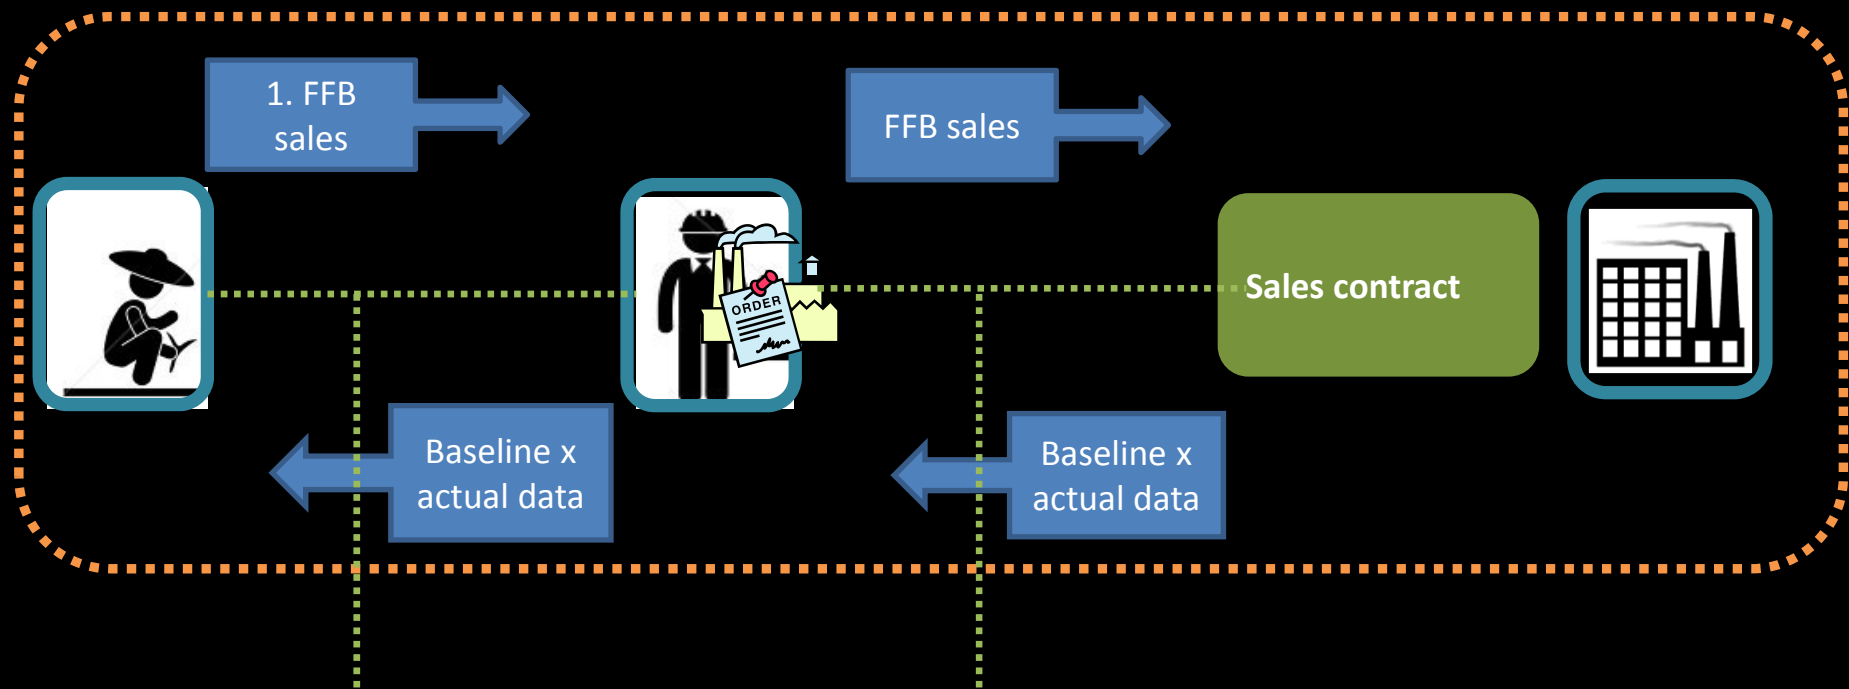 1. FFB
sales
FFB sales
ORDER
Sales contract
Baseline x
actual data
Baseline x
actual data